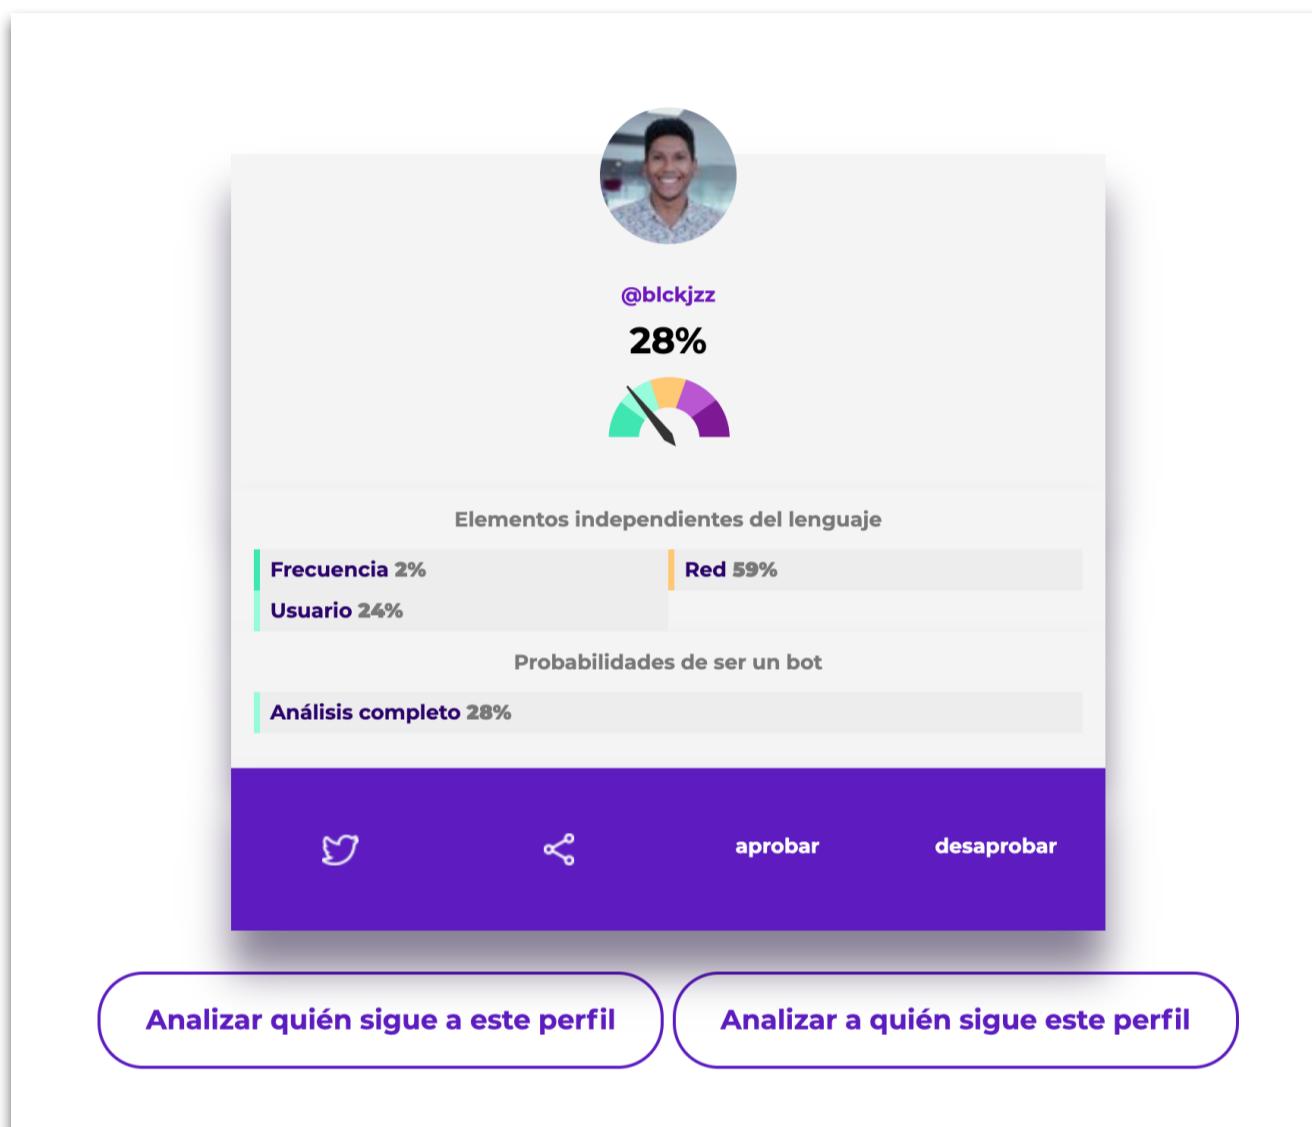 @blckjzz
28%
Elementos independientes del lenguaje
Frecuencia 2%
Red 59%
Usuario 24%
Probabilidades de ser un bot
Análisis completo 28%
aprobar
desaprobar
Analizar quién sigue a este perfil
Analizar a quién sigue este perfil